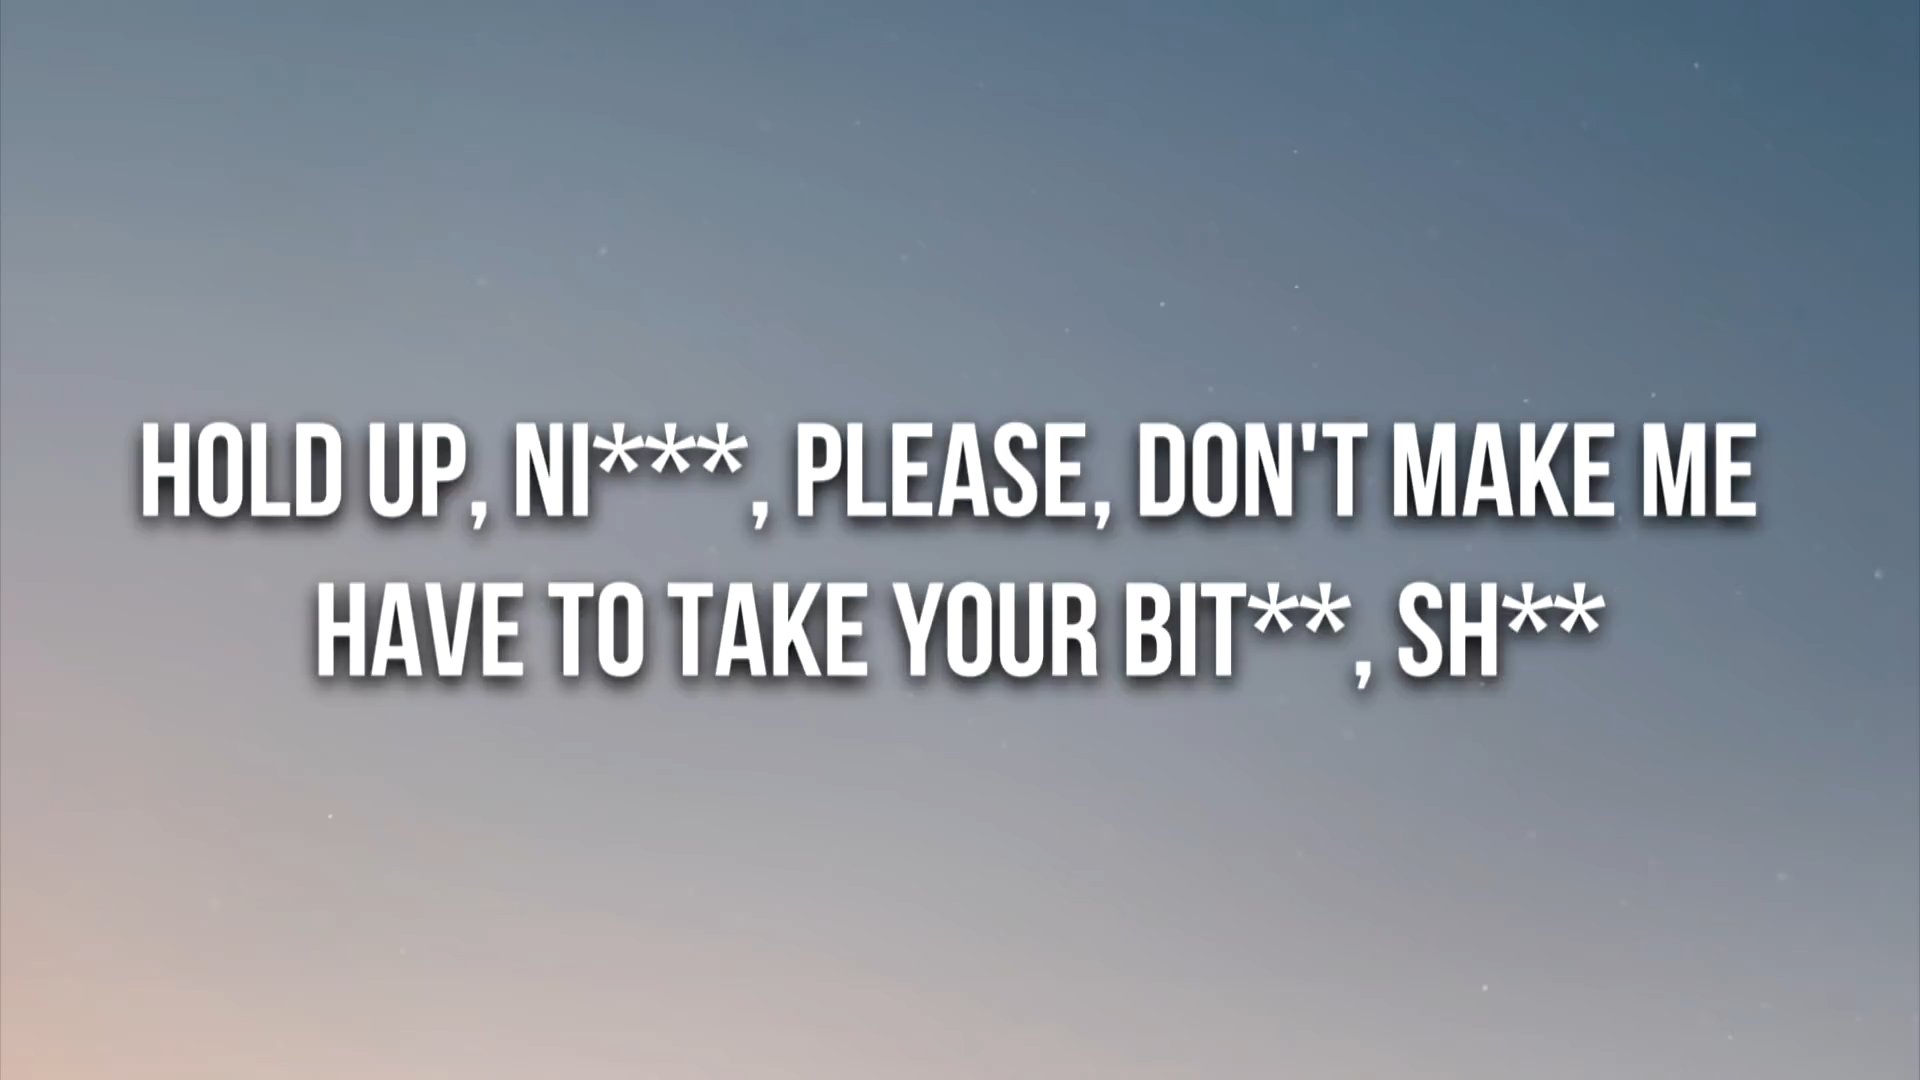 HOLD UP, NI***, PLEASE, DON'T MAKE ME
HAVE TO TAKE YOUR BIT**, SH**